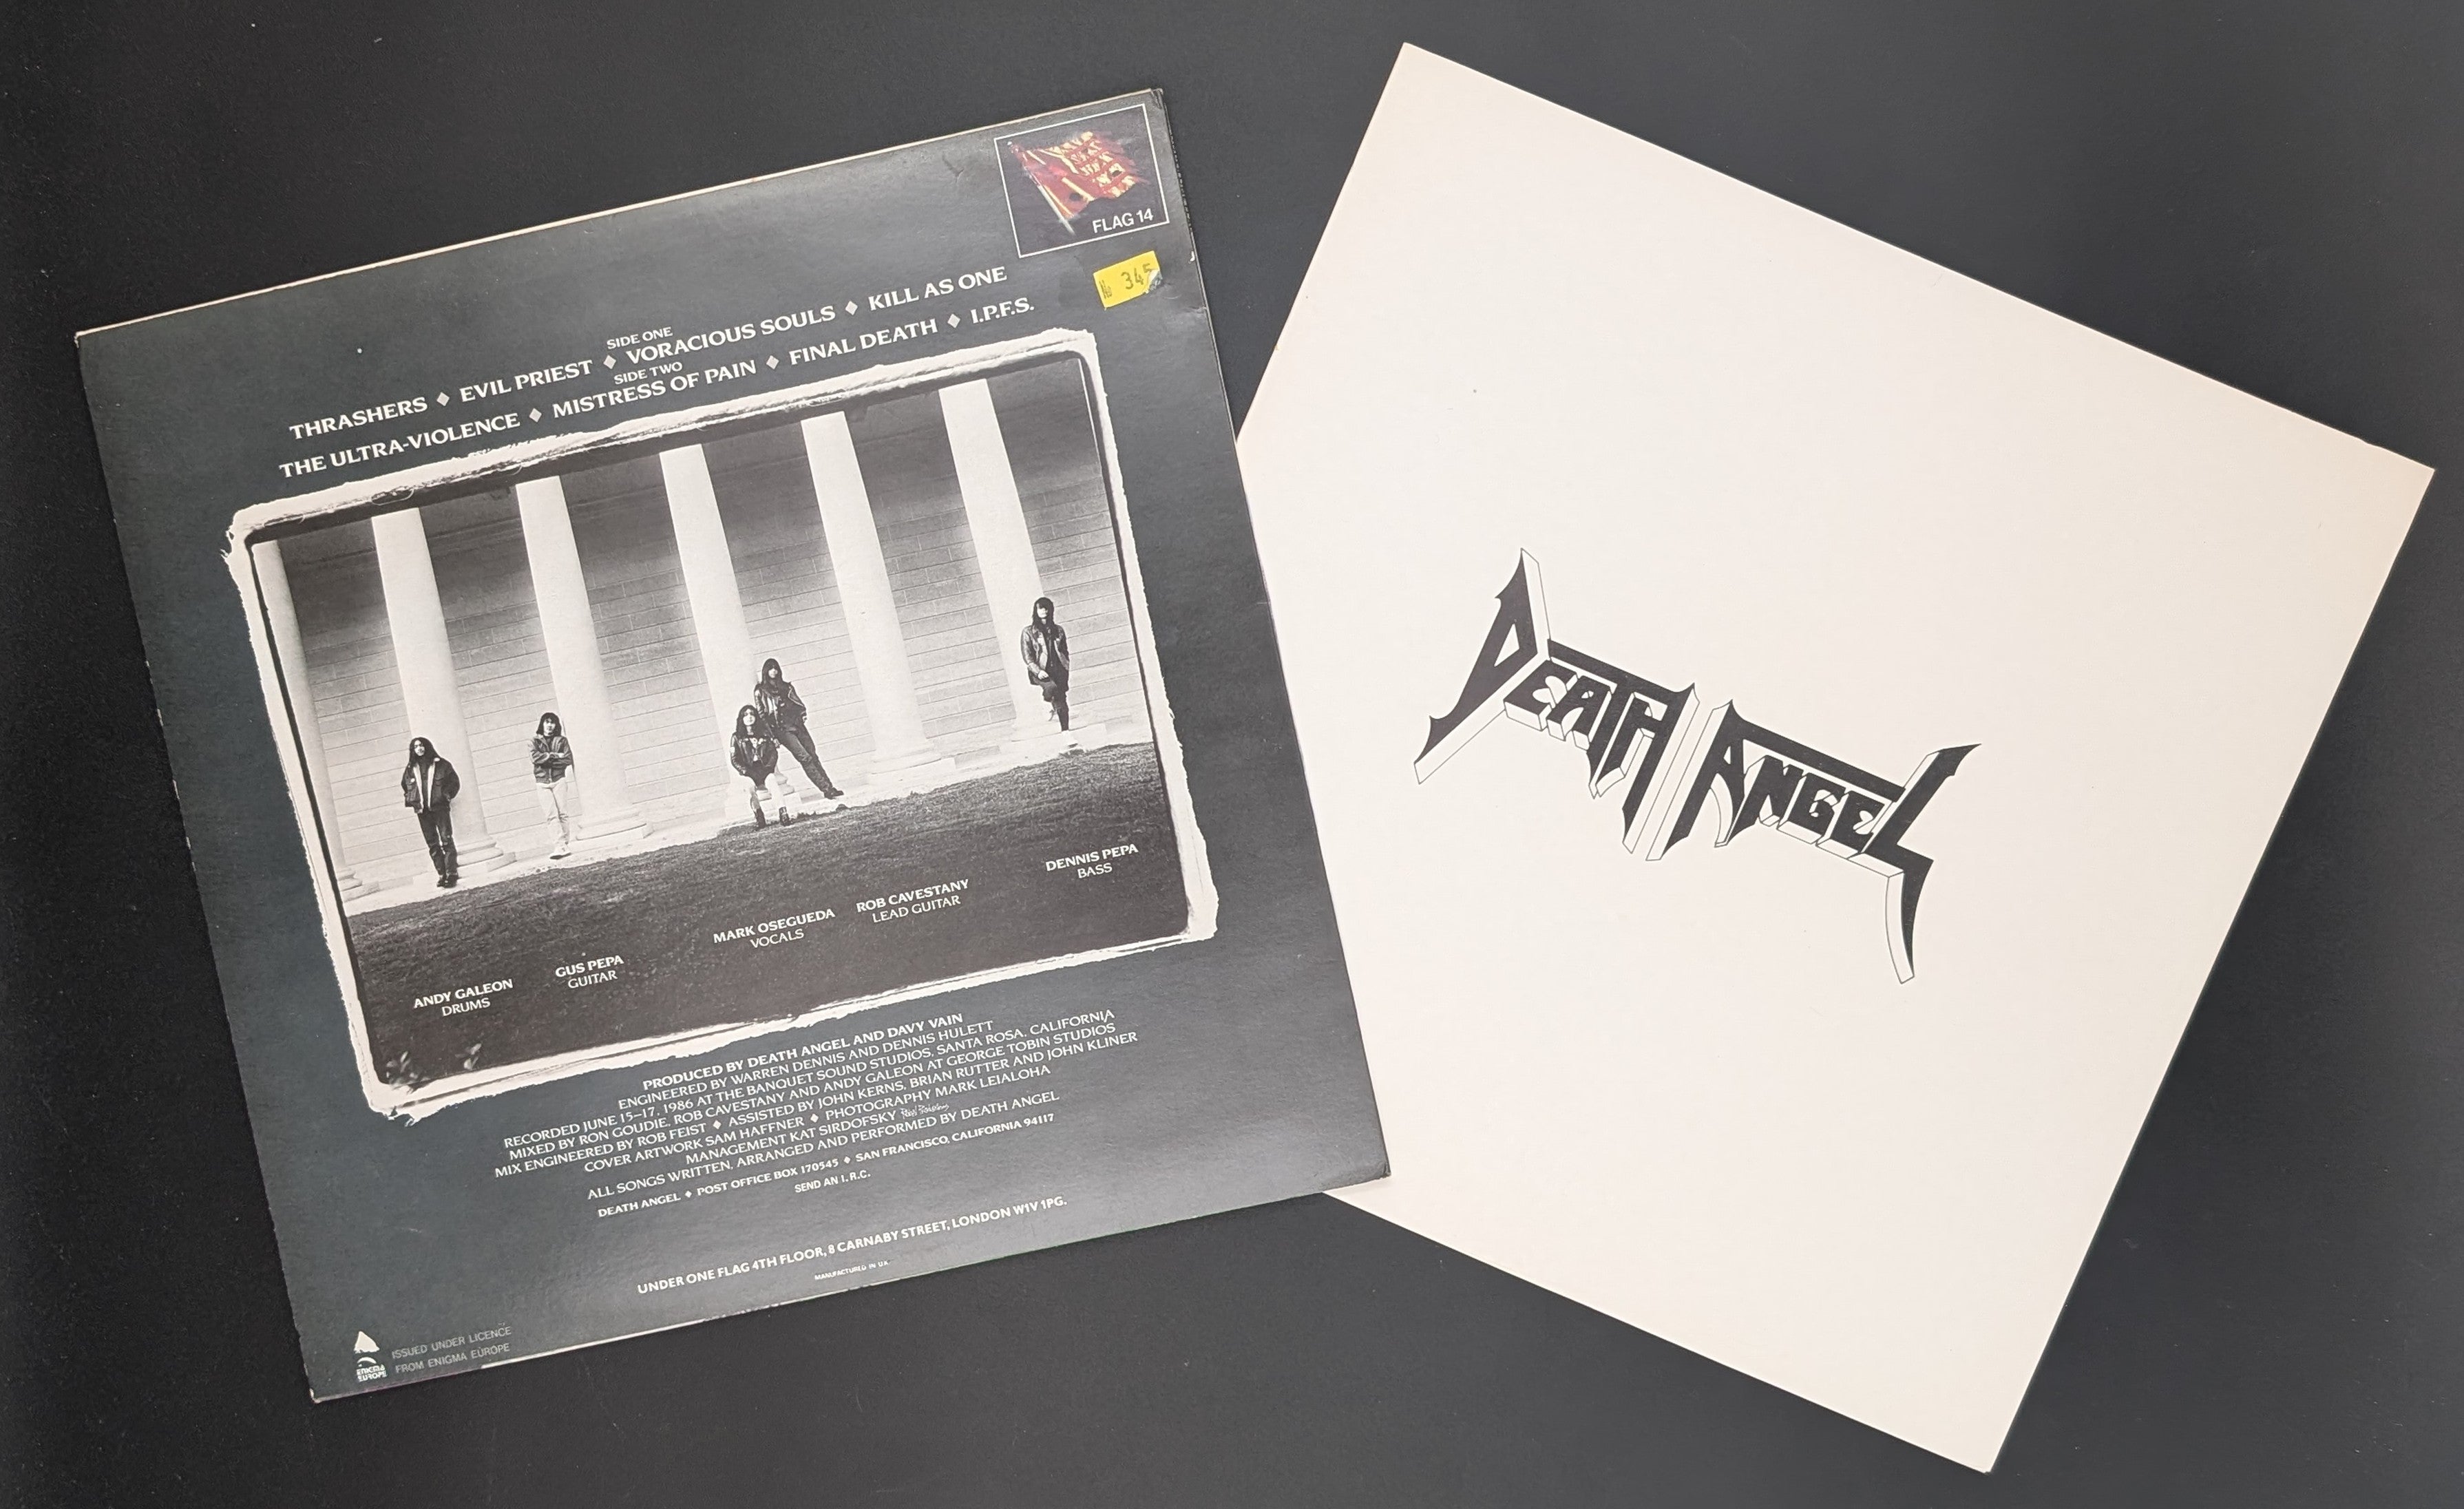 FLAG 14
№ 345
SIDE ONE
THRASHERS ♦ EVIL PRIEST ♦ VORACIOUS SOULS ♦ KILL AS ONE
SIDE TWO
THE ULTRA-VIOLENCE ♦ MISTRESS OF PAIN ♦ FINAL DEATH ♦ I.P.F.S.
ANDY GALEON
DRUMS
GUS PEPA
GUITAR
MARK OSEGUEDA
VOCALS
ROB CAVESTANY
LEAD GUITAR
DENNIS PEPA
BASS
PRODUCED BY DEATH ANGEL AND DAVY VAIN
ENGINEERED BY WARREN DENNIS AND DENNIS HULETT
RECORDED JUNE 15–17, 1986 AT THE BANQUET SOUND STUDIOS, SANTA ROSA, CALIFORNIA
MIXED BY RON GOUDIE, ROB CAVESTANY AND ANDY GALEON AT GEORGE TOBIN STUDIOS
MIX ENGINEERED BY ROB FEIST ♦ ASSISTED BY JOHN KERNS, BRIAN RUTTER AND JOHN KLINER
COVER ARTWORK SAM HAFFNER ♦ PHOTOGRAPHY MARK LEIALOHA
MANAGEMENT KAT SIRDOFSKY
ALL SONGS WRITTEN, ARRANGED AND PERFORMED BY DEATH ANGEL
DEATH ANGEL ♦ POST OFFICE BOX 170545 ♦ SAN FRANCISCO, CALIFORNIA 94117
SEND AN I.R.C.
UNDER ONE FLAG 4TH FLOOR, 8 CARNABY STREET, LONDON W1V 1PG.
MANUFACTURED IN U.K.
ENIGMA
EUROPE
ISSUED UNDER LICENCE
FROM ENIGMA EUROPE
DEATH ANGEL